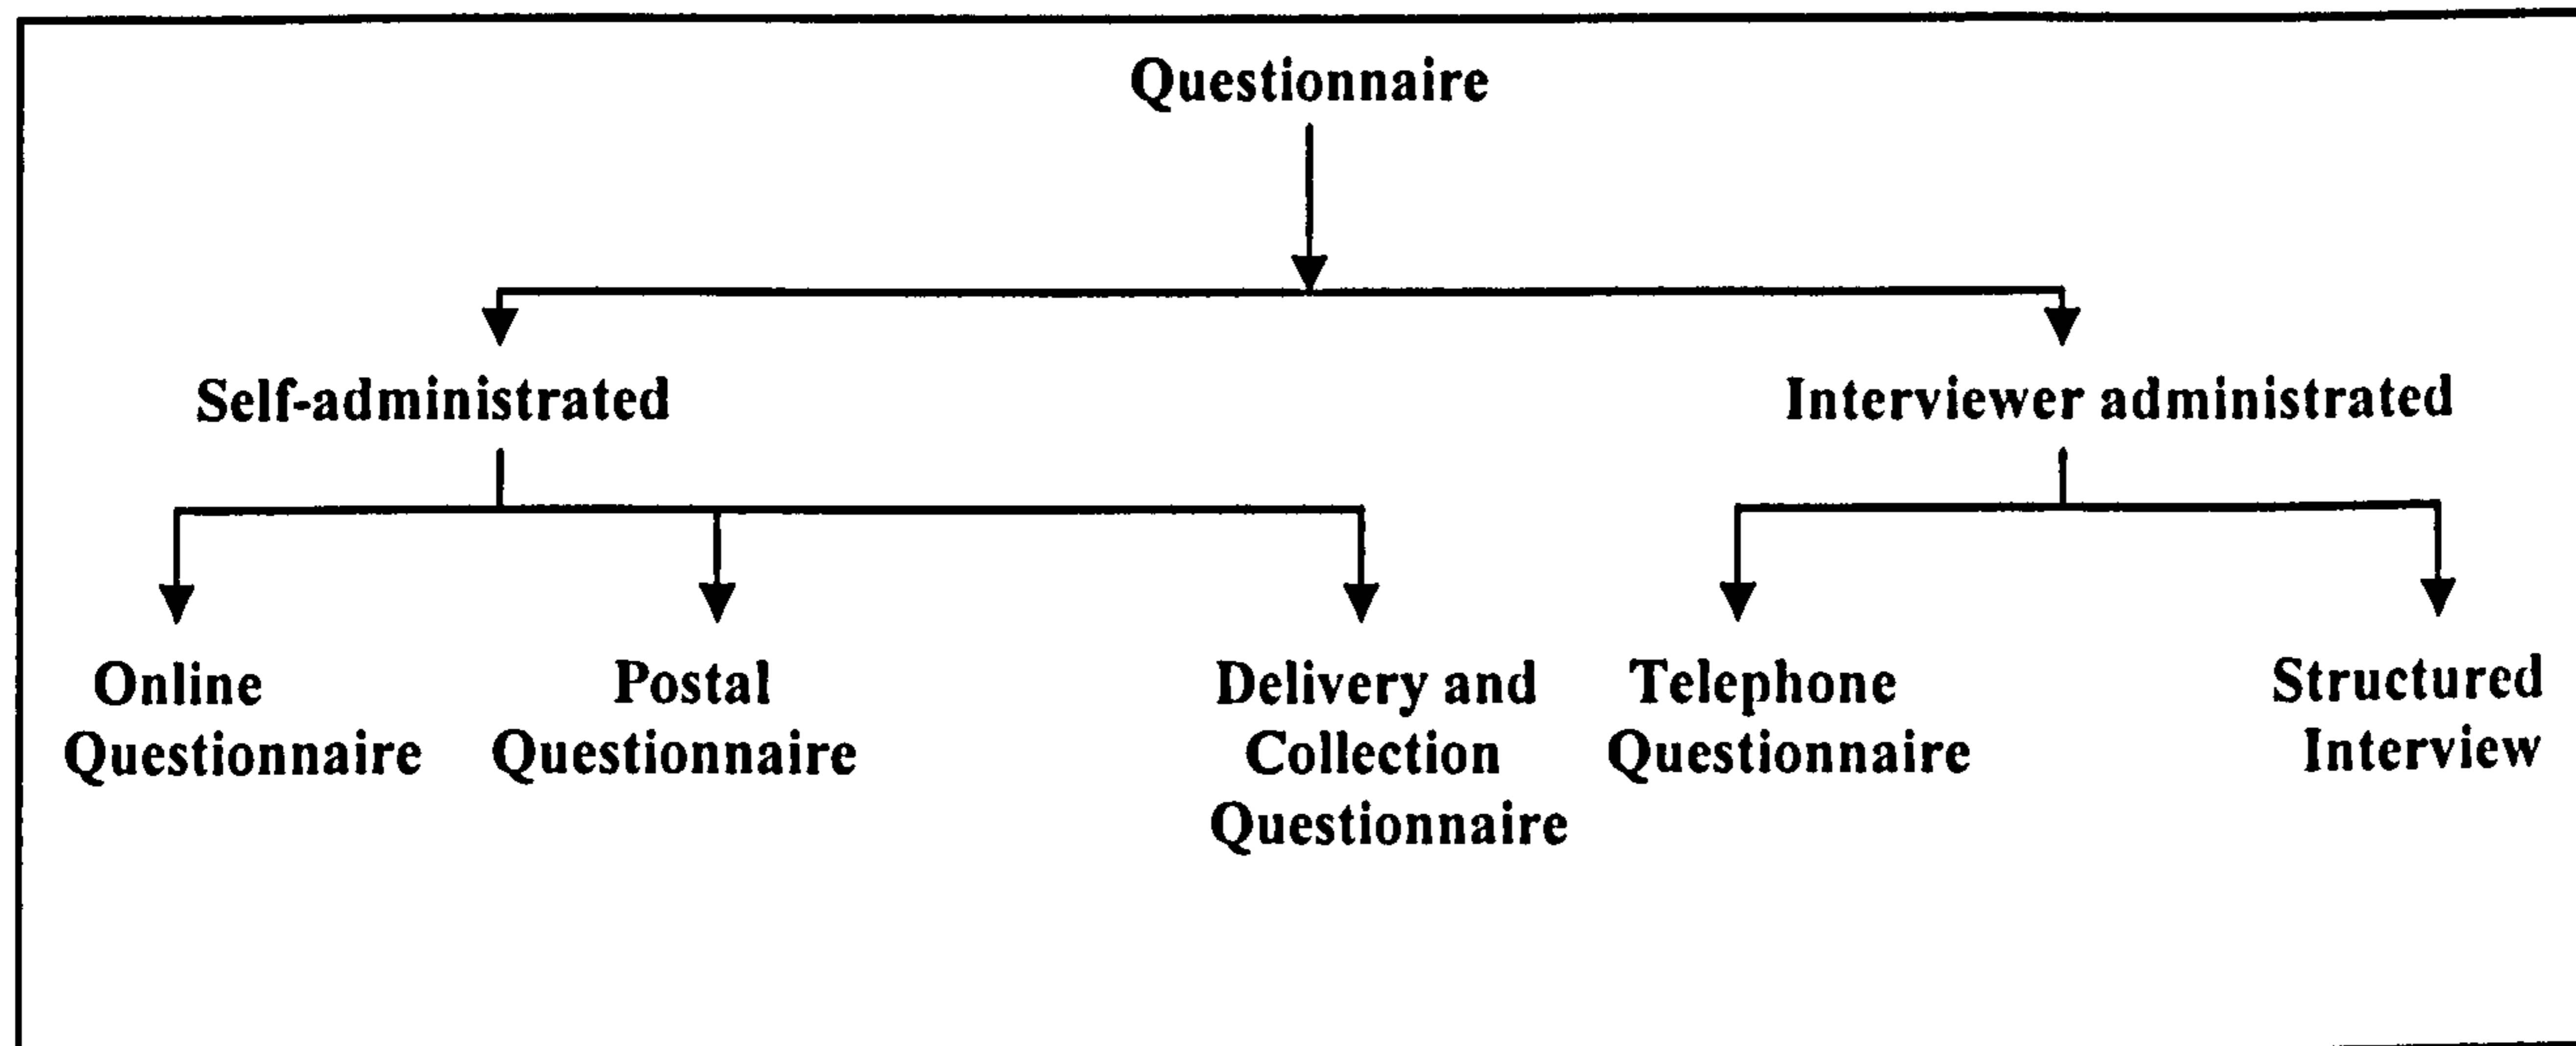 Questionnaire
Self-administrated
Interviewer administrated
Online
Questionnaire
Postal
Questionnaire
Delivery and
Collection
Questionnaire
Telephone
Questionnaire
Structured
Interview